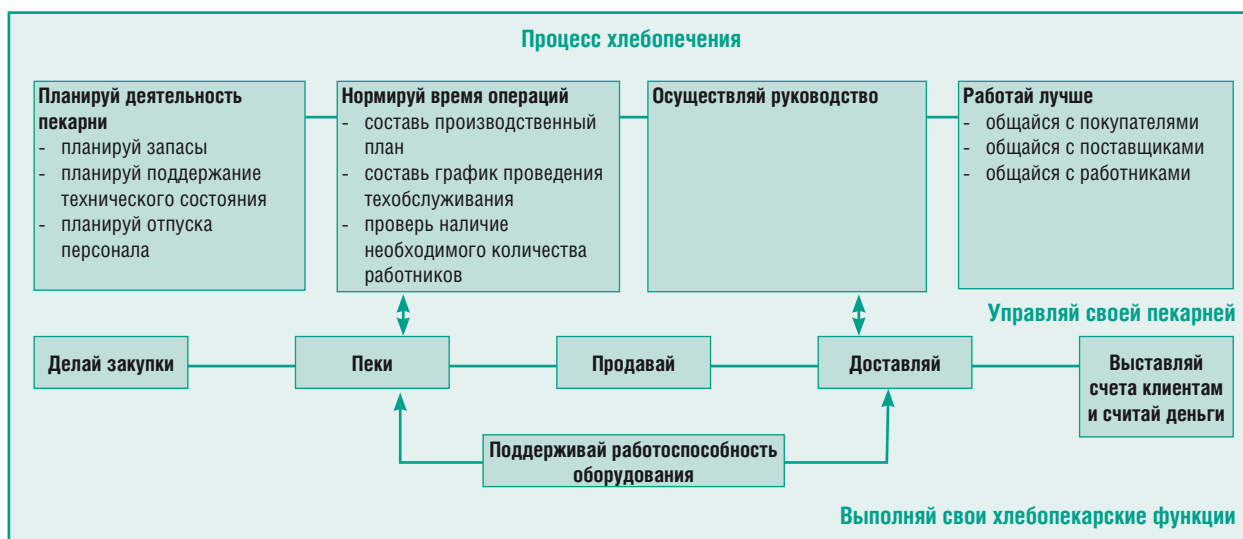 Процесс хлебопечения
Планируй деятельность
пекарни
- планируй запасы
- планируй поддержание
технического состояния
- планируй отпуска
персонала
Нормируй время операций
- составь производственный
план
- составь график проведения
техобслуживания
- проверь наличие
необходимого количества
работников
Осуществляй руководство
Работай лучше
- общайся с покупателями
- общайся с поставщиками
- общайся с работниками
Управляй своей пекарней
Делай закупки
Пеки
Продавай
Доставляй
Выставляй
счета клиентам
и считай деньги
Поддерживай работоспособность
оборудования
Выполняй свои хлебопекарские функции